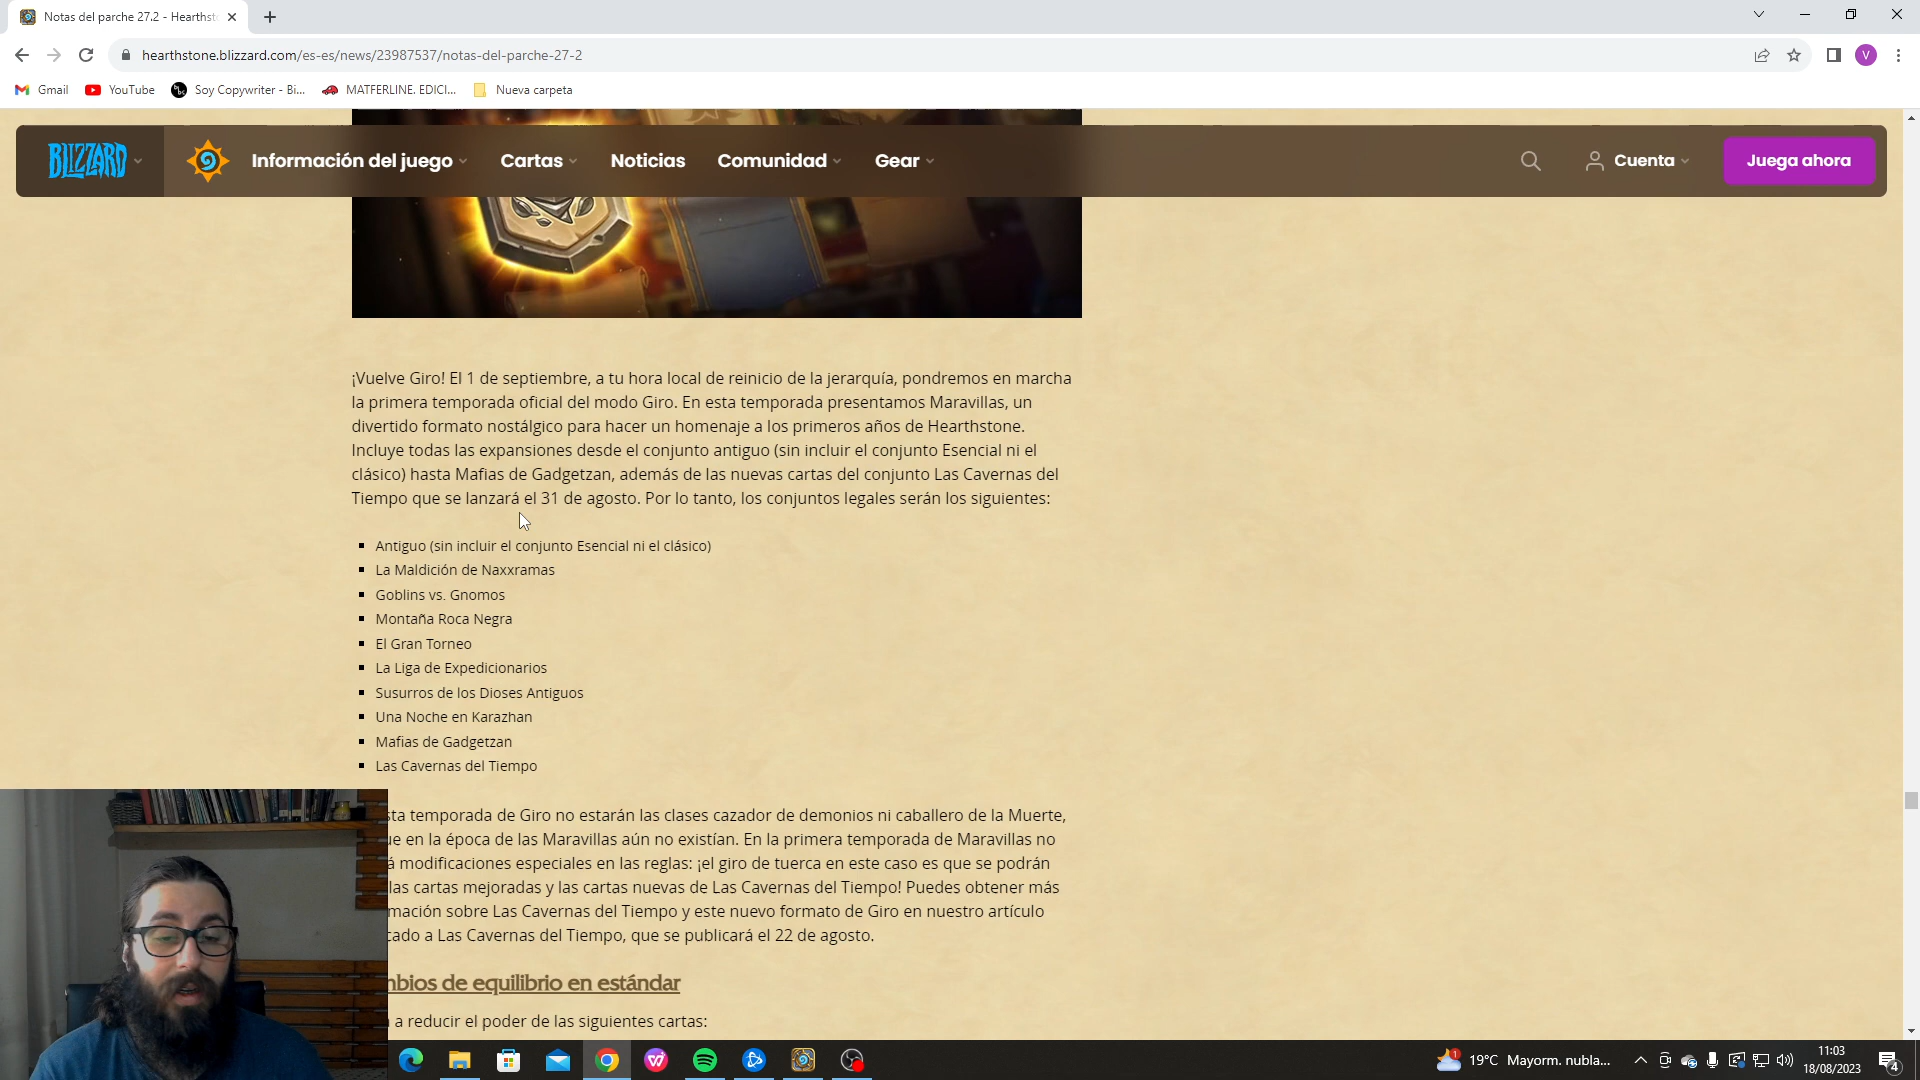 Notas del parche 27.2 - Hearthst
hearthstone.blizzard.com/es-es/news/23987537/notas-del-parche-27-2
V
Gmail
YouTube
Soy Copywriter - Bi...
MATFERLINE. EDICI...
Nueva carpeta
BLIZZARD
Información del juego
Cartas
Noticias
Comunidad
Gear
Cuenta
Juega ahora
¡Vuelve Giro! El 1 de septiembre, a tu hora local de reinicio de la jerarquía, pondremos en marcha
la primera temporada oficial del modo Giro. En esta temporada presentamos Maravillas, un
divertido formato nostálgico para hacer un homenaje a los primeros años de Hearthstone.
Incluye todas las expansiones desde el conjunto antiguo (sin incluir el conjunto Esencial ni el
clásico) hasta Mafias de Gadgetzan, además de las nuevas cartas del conjunto Las Cavernas del
Tiempo que se lanzará el 31 de agosto. Por lo tanto, los conjuntos legales serán los siguientes:
Antiguo (sin incluir el conjunto Esencial ni el clásico)
La Maldición de Naxxramas
Goblins vs. Gnomos
Montaña Roca Negra
El Gran Torneo
La Liga de Expedicionarios
Susurros de los Dioses Antiguos
Una Noche en Karazhan
Mafias de Gadgetzan
Las Cavernas del Tiempo
sta temporada de Giro no estarán las clases cazador de demonios ni caballero de la Muerte,
ue en la época de las Maravillas aún no existían. En la primera temporada de Maravillas no
á modificaciones especiales en las reglas: ¡el giro de tuerca en este caso es que se podrán
las cartas mejoradas y las cartas nuevas de Las Cavernas del Tiempo! Puedes obtener más
mación sobre Las Cavernas del Tiempo y este nuevo formato de Giro en nuestro artículo
cado a Las Cavernas del Tiempo, que se publicará el 22 de agosto.
mbios de equilibrio en estándar
a reducir el poder de las siguientes cartas:
1
19°C Mayorm. nubla...
11:03
18/08/2023
4